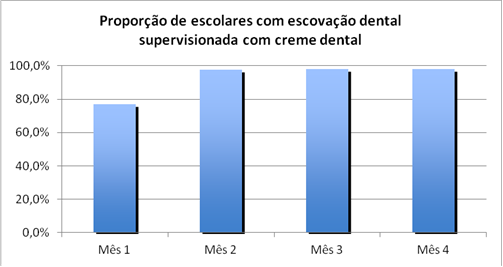 Proporção de escolares com escovação dental
supervisionada com creme dental
100,0%
80,0%
60,0%
40,0%
20,0%
0,0%
Mês 1 Mês 2 Mês 3 Mês 4